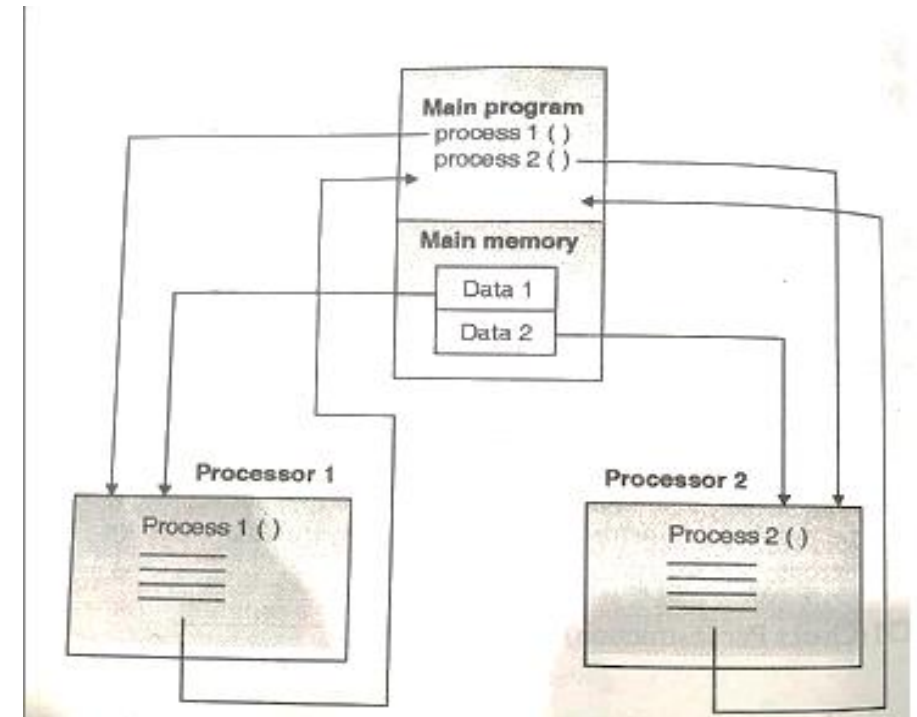 Main program
process 1 ( )
process 2 ( )
Main memory
Data 1
Data 2
Processor 1
Process 1 ( )
Processor 2
Process 2 ( )